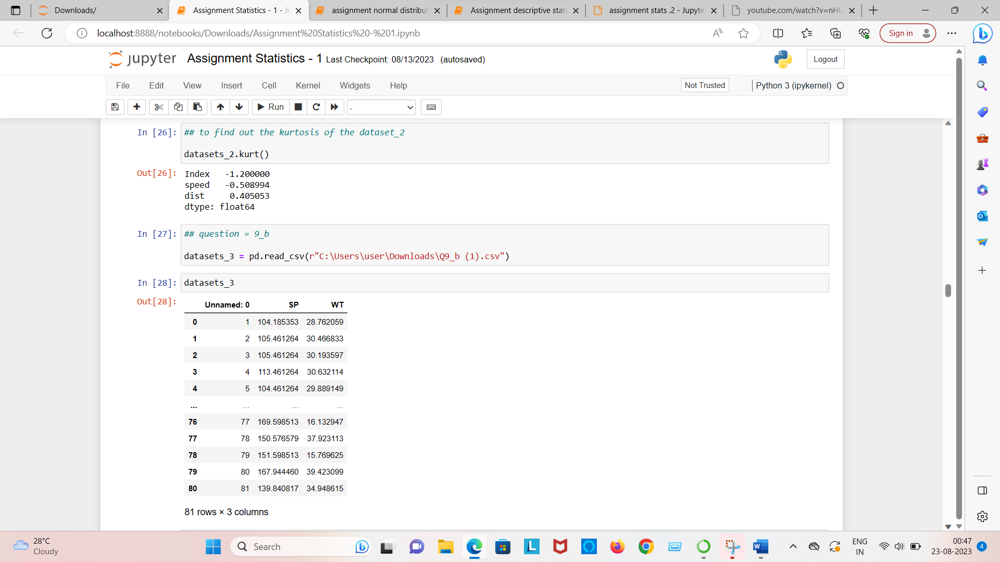 Downloads/
Assignment Statistics - 1 - Ju
assignment normal distribut
Assignment descriptive stati
assignment stats .2 - Jupyte
youtube.com/watch?v=nHU
localhost:8888/notebooks/Downloads/Assignment%20Statistics%20-%201.ipynb
Sign in
jupyter Assignment Statistics - 1 Last Checkpoint: 08/13/2023 (autosaved)
Logout
File Edit View Insert Cell Kernel Widgets Help
Not Trusted
Python 3 (ipykernel)
Run
-
In [26]: ## to find out the kurtosis of the dataset_2
datasets_2.kurt()
Out[26]: Index -1.200000
speed -0.508994
dist 0.405053
dtype: float64
In [27]: ## question = 9_b
datasets_3 = pd.read_csv(r"C:\Users\user\Downloads\Q9_b (1).csv")
In [28]: datasets_3
Out[28]:
Unnamed: 0 SP WT
0 1 104.185353 28.762059
1 2 105.461264 30.466833
2 3 105.461264 30.193597
3 4 113.461264 30.632114
4 5 104.461264 29.889149
... ... ... ...
76 77 169.598513 16.132947
77 78 150.576579 37.923113
78 79 151.598513 15.769625
79 80 167.944460 39.423099
80 81 139.840817 34.948615
81 rows × 3 columns
28°C
Cloudy
Search
ENG
IN
00:47
23-08-2023
4